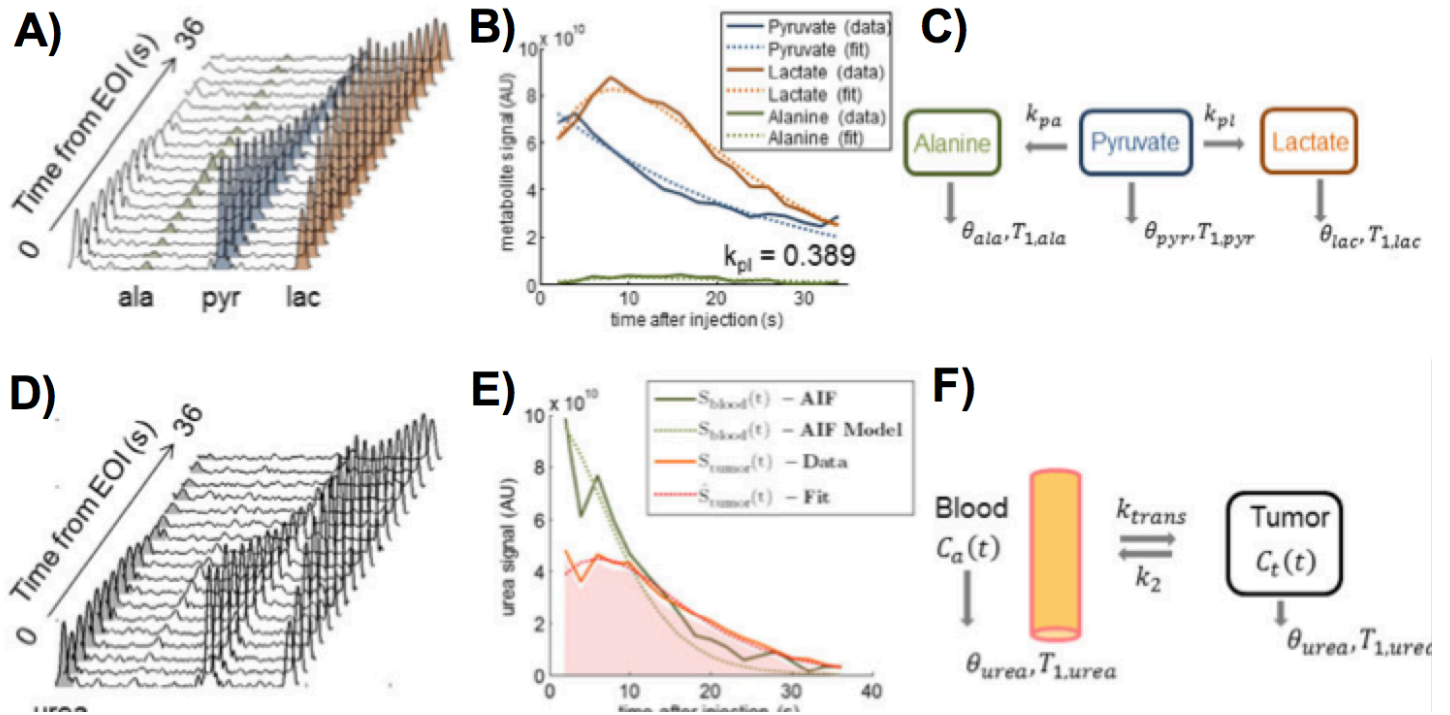 A)
Time from EOI (s)
0
36
ala pyr lac
B)
x 10^10
10
8
6
4
2
0 10 20 30
metabolite signal (AU)
time after injection (s)
Pyruvate (data)
Pyruvate (fit)
Lactate (data)
Lactate (fit)
Alanine (data)
Alanine (fit)
k_pl = 0.389
C)
k_pa k_pl
Alanine Pyruvate Lactate
θ_ala, T_1,ala θ_pyr, T_1,pyr θ_lac, T_1,lac
D)
Time from EOI (s)
0
36
urea
E)
x 10^10
10
8
6
4
2
0
0 10 20 30 40
urea signal (AU)
time after injection (s)
S_blood(t) – AIF
S_blood(t) – AIF Model
S_tumor(t) – Data
Ŝ_tumor(t) – Fit
F)
Blood
C_a(t)
k_trans
k_2
Tumor
C_t(t)
θ_urea, T_1,urea
θ_urea, T_1,urea